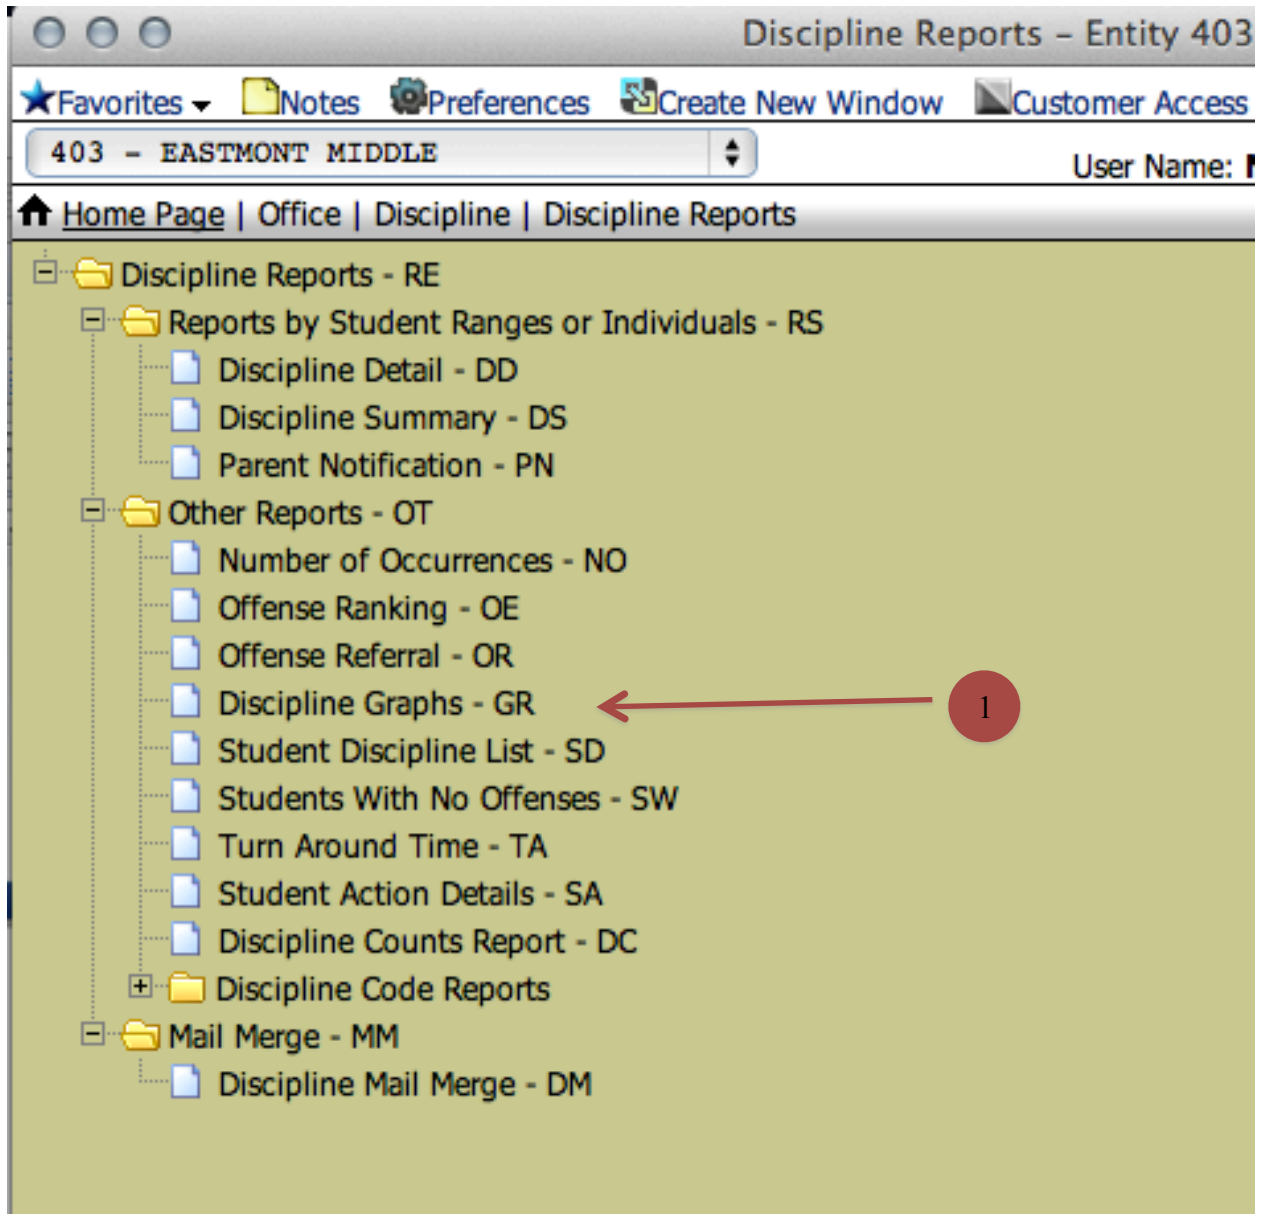 Discipline Reports – Entity 403
Favorites Notes Preferences Create New Window Customer Access
403 - EASTMONT MIDDLE
User Name:
Home Page | Office | Discipline | Discipline Reports
Discipline Reports - RE
Reports by Student Ranges or Individuals - RS
Discipline Detail - DD
Discipline Summary - DS
Parent Notification - PN
Other Reports - OT
Number of Occurrences - NO
Offense Ranking - OE
Offense Referral - OR
Discipline Graphs - GR
1
Student Discipline List - SD
Students With No Offenses - SW
Turn Around Time - TA
Student Action Details - SA
Discipline Counts Report - DC
Discipline Code Reports
Mail Merge - MM
Discipline Mail Merge - DM